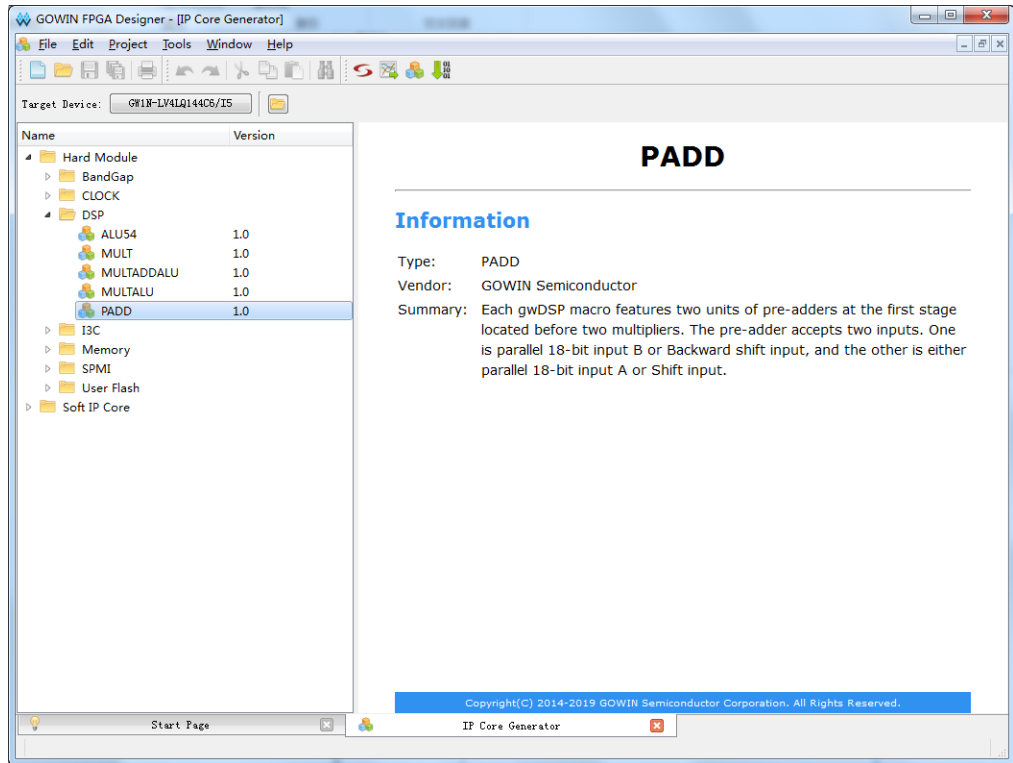 GOWIN FPGA Designer - [IP Core Generator]
File Edit Project Tools Window Help
Target Device: GW1N-LV4LQ144C6/I5
Name Version
Hard Module
BandGap
CLOCK
DSP
ALU54 1.0
MULT 1.0
MULTADDALU 1.0
MULTALU 1.0
PADD 1.0
I3C
Memory
SPMI
User Flash
Soft IP Core
PADD
Information
Type: PADD
Vendor: GOWIN Semiconductor
Summary: Each gwDSP macro features two units of pre-adders at the first stage
located before two multipliers. The pre-adder accepts two inputs. One
is parallel 18-bit input B or Backward shift input, and the other is either
parallel 18-bit input A or Shift input.
Copyright(C) 2014-2019 GOWIN Semiconductor Corporation. All Rights Reserved.
Start Page IP Core Generator